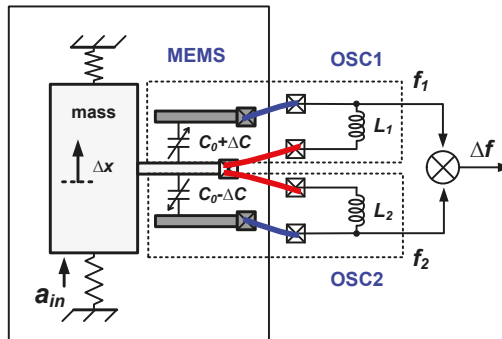 MEMS
OSC1
f1
mass
C0+ΔC
L1
Δx
Δf
C0-ΔC
L2
ain
f2
OSC2